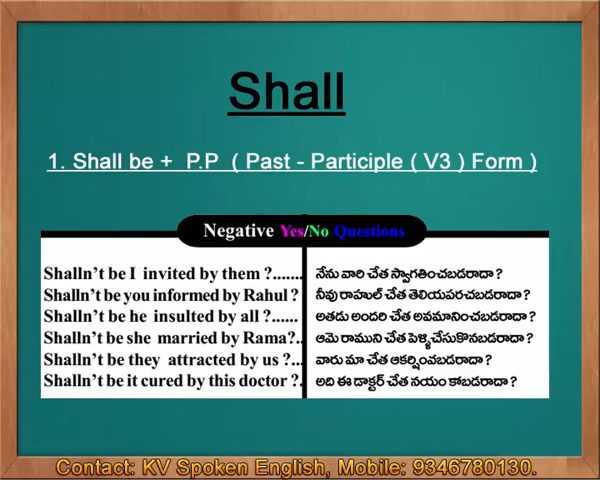 Shall
1. Shall be + P.P ( Past - Participle ( V3 ) Form )
Negative Yes/No Questions
Shalln't be I invited by them ?....... నేను వారి చేత స్వాగతించబడరాదా ?
Shalln't be you informed by Rahul ? నీవు రాహుల్ చేత తెలియపరచబడరాదా ?
Shalln't be he insulted by all ?...... అతడు అందరి చేత అవమానించబడరాదా ?
Shalln't be she married by Rama?.. ఆమె రాముని చేత పెళ్ళిచేసుకొనబడరాదా ?
Shalln't be they attracted by us ?... వారు మా చేత ఆకర్షింపబడరాదా ?
Shalln't be it cured by this doctor ?. అది ఈ డాక్టర్ చేత నయం కాబడరాదా ?
Contact: KV Spoken English, Mobile: 9346780130.